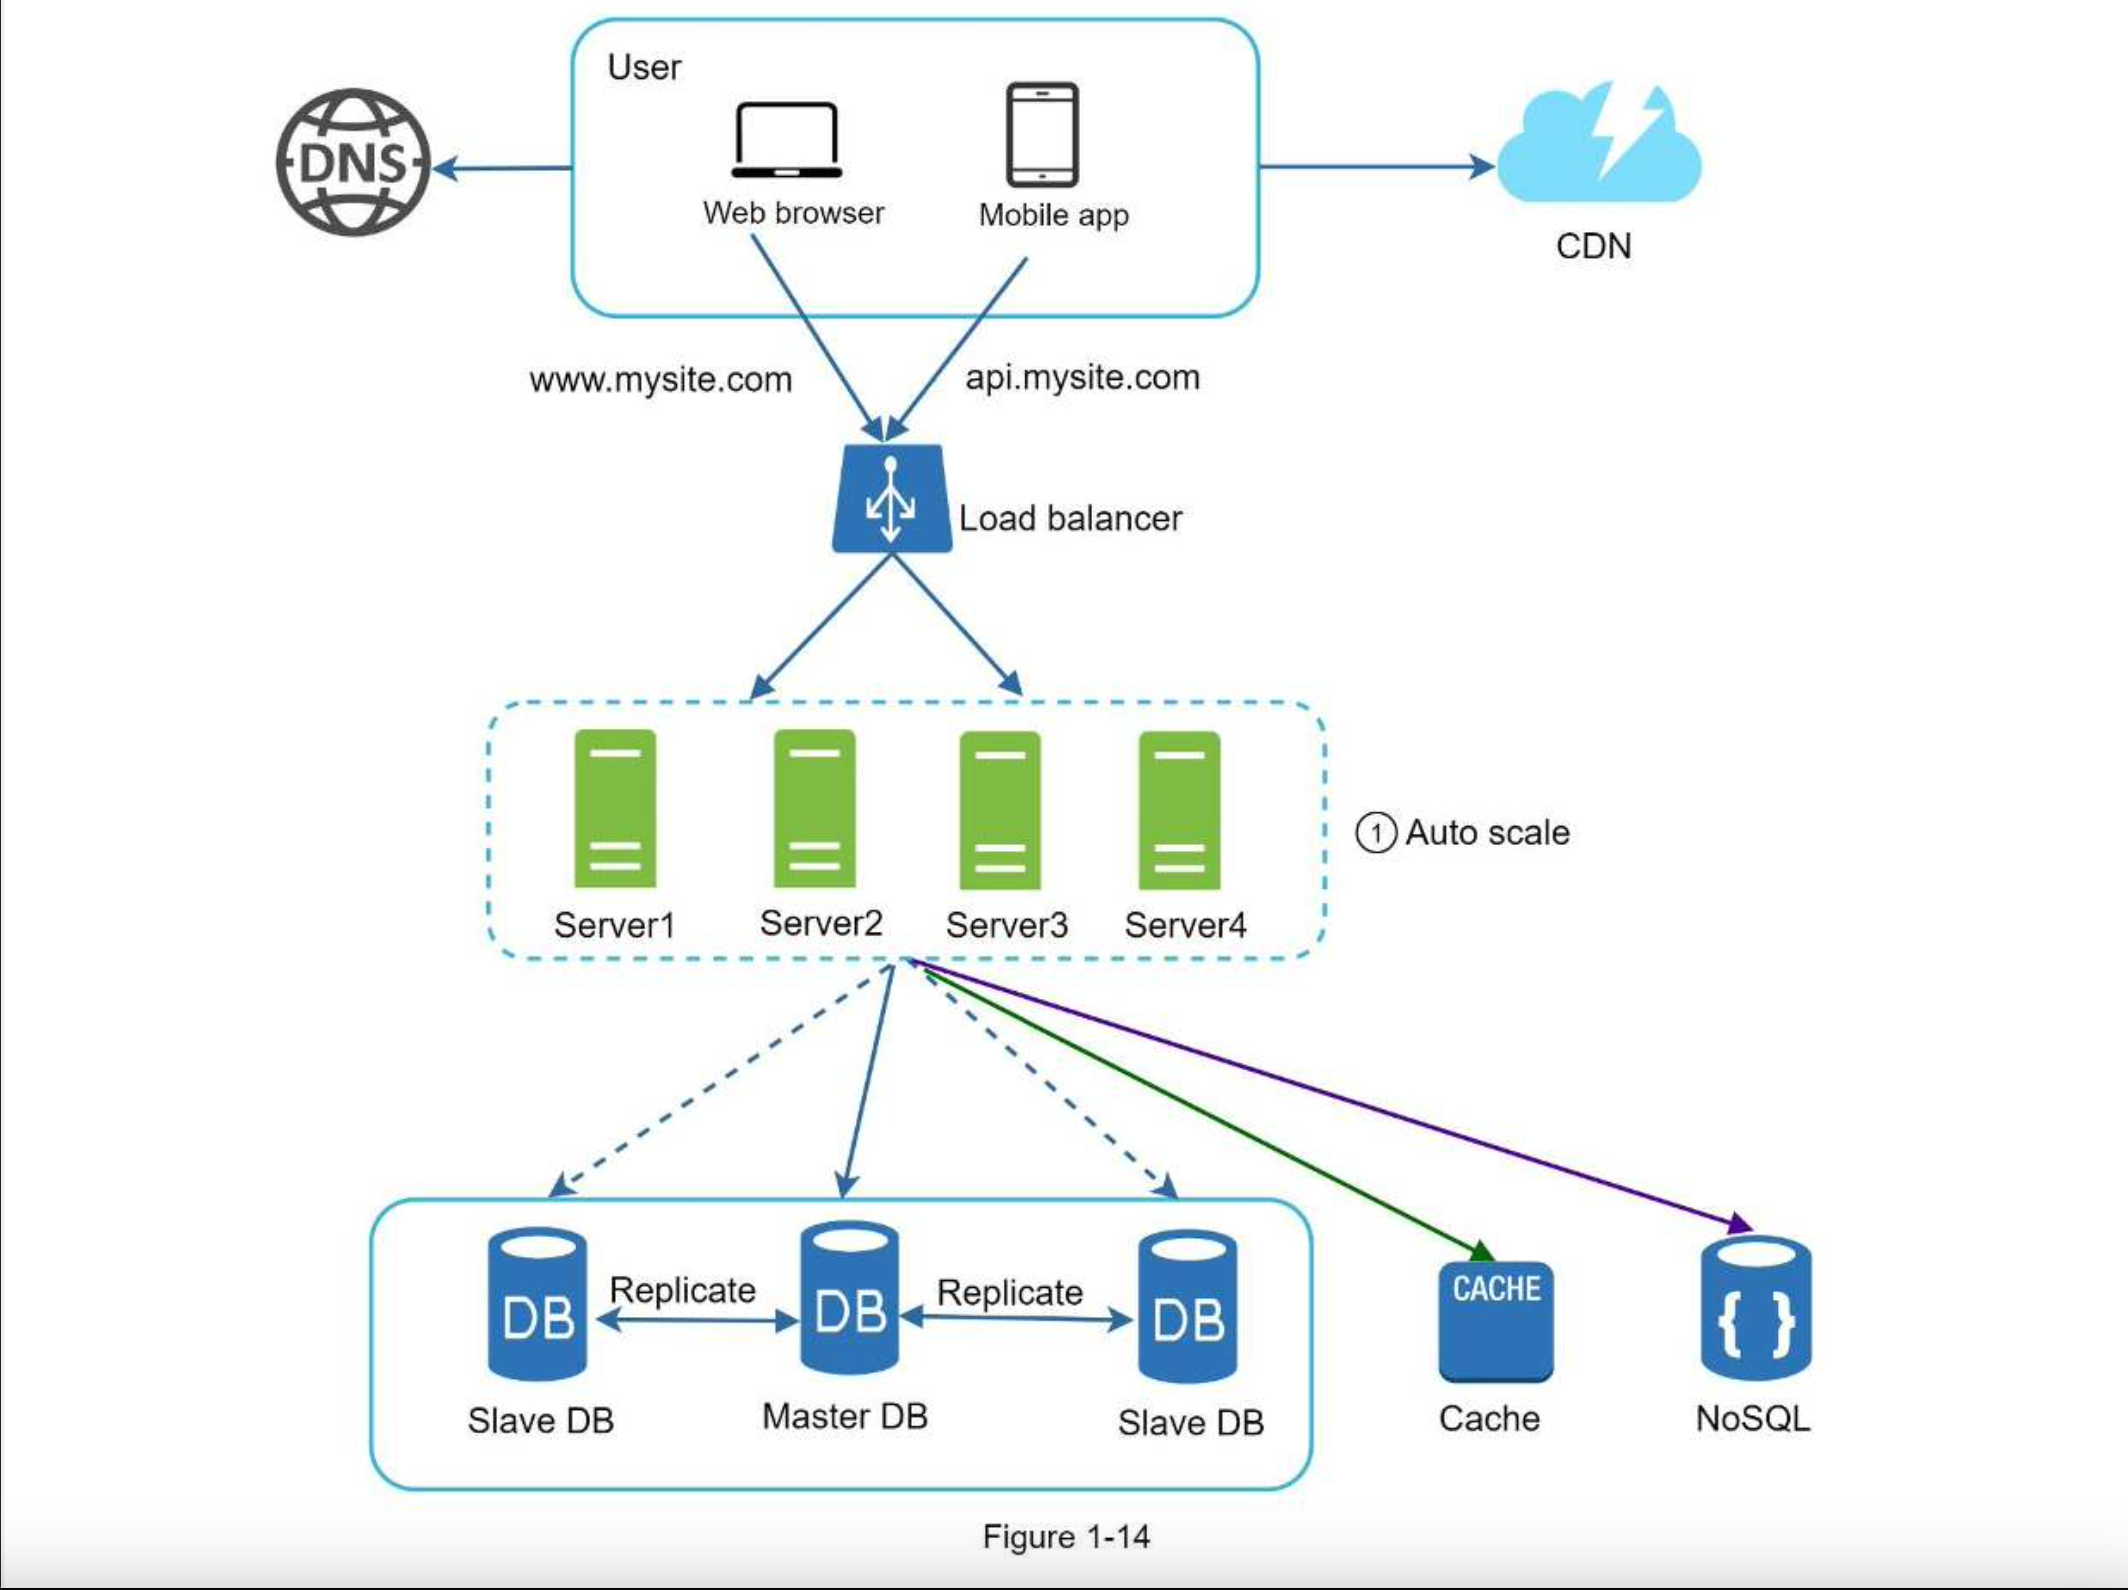 User
DNS
Web browser
Mobile app
CDN
www.mysite.com
api.mysite.com
Load balancer
1 Auto scale
Server1
Server2
Server3
Server4
Replicate
Replicate
DB
DB
DB
CACHE
{ }
Slave DB
Master DB
Slave DB
Cache
NoSQL
Figure 1-14